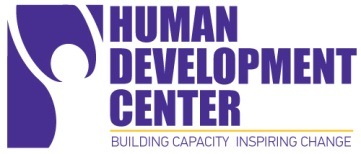 HUMAN
DEVELOPMENT
CENTER
BUILDING CAPACITY INSPIRING CHANGE